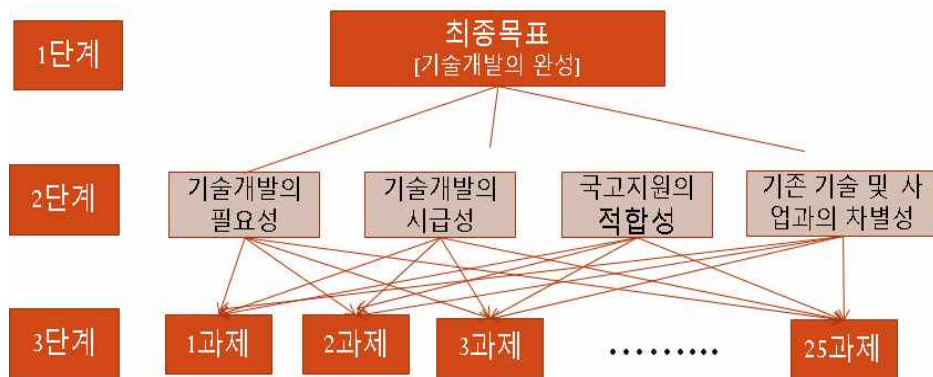 1단계
최종목표
[기술개발의 완성]
2단계
기술개발의
필요성
기술개발의
시급성
국고지원의
적합성
기존 기술 및 사
업과의 차별성
3단계
1과제
2과제
3과제
………
25과제